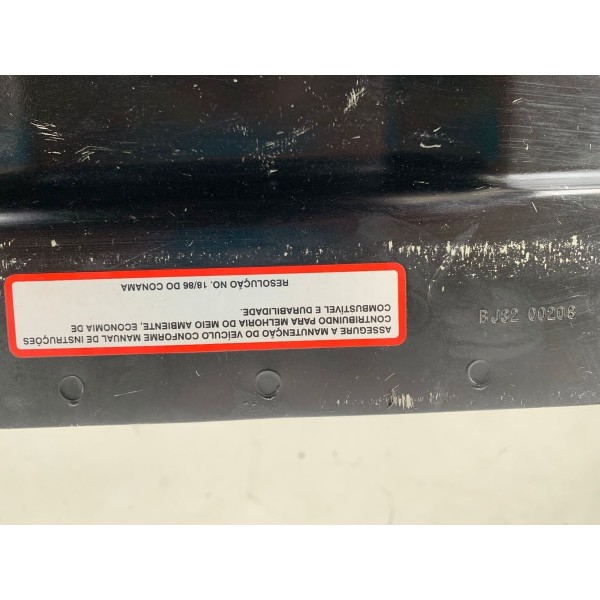 ASSEGURE A MANUTENÇÃO DO VEÍCULO CONFORME MANUAL DE INSTRUÇÕES
CONTRIBUINDO PARA MELHORIA DO MEIO AMBIENTE, ECONOMIA DE
COMBUSTÍVEL E DURABILIDADE.
RESOLUÇÃO NO. 18/86 DO CONAMA
BJ32 00206